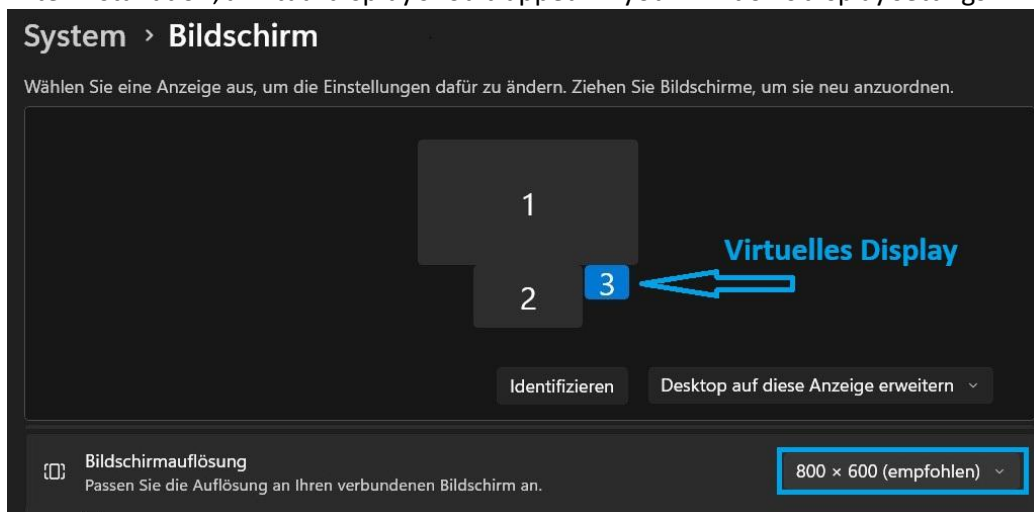 System > Bildschirm
Wählen Sie eine Anzeige aus, um die Einstellungen dafür zu ändern. Ziehen Sie Bildschirme, um sie neu anzuordnen.
1
Virtuelles Display
3
2
Identifizieren
Desktop auf diese Anzeige erweitern
Bildschirmauflösung
800 × 600 (empfohlen)
Passen Sie die Auflösung an Ihren verbundenen Bildschirm an.